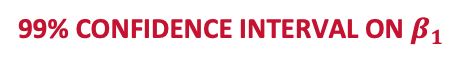 99% CONFIDENCE INTERVAL ON β₁